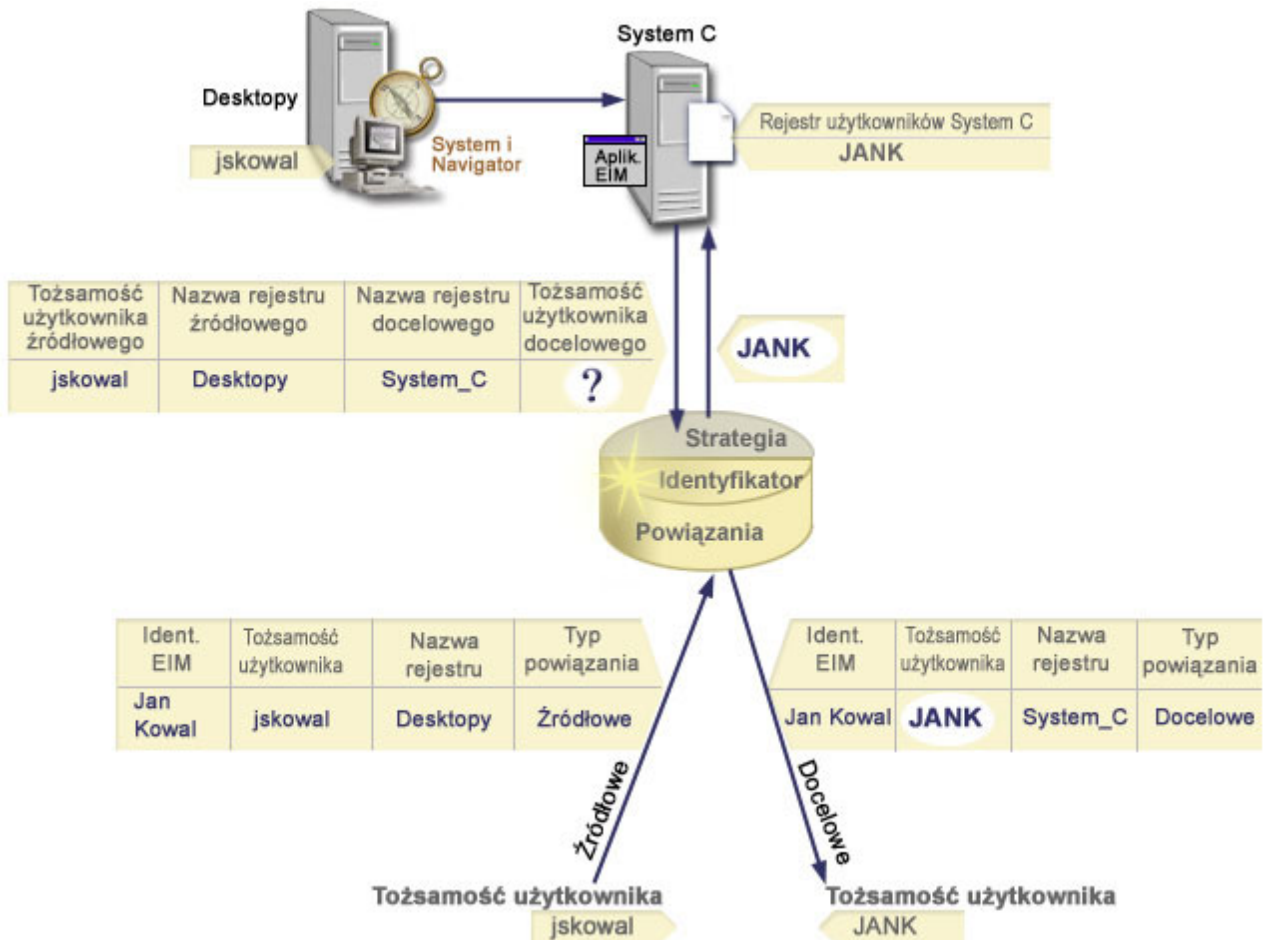 System C
Desktopy
jskowal
System i
Navigator
Aplik.
EIM
Rejestr użytkowników System C
JANK
Tożsamość
użytkownika
źródłowego
Nazwa rejestru
źródłowego
Nazwa rejestru
docelowego
Tożsamość
użytkownika
docelowego
jskowal
Desktopy
System_C
?
JANK
Strategia
Identyfikator
Powiązania
Ident.
EIM
Tożsamość
użytkownika
Nazwa
rejestru
Typ
powiązania
Jan
Kowal
jskowal
Desktopy
Źródłowe
Ident.
EIM
Tożsamość
użytkownika
Nazwa
rejestru
Typ
powiązania
Jan Kowal
JANK
System_C
Docelowe
Źródłowe
Docelowe
Tożsamość użytkownika
jskowal
Tożsamość użytkownika
JANK